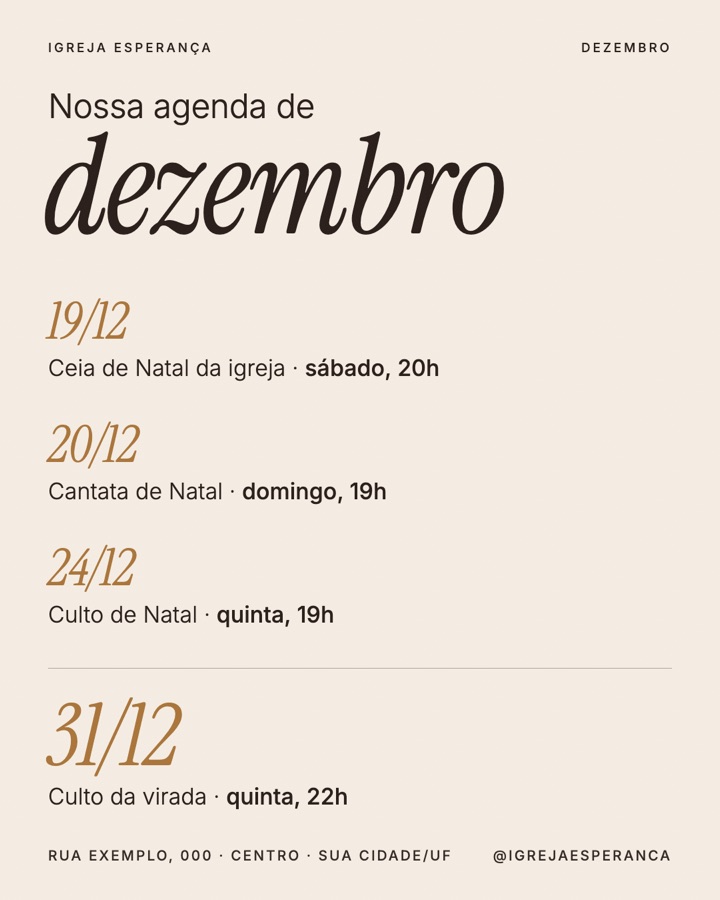 IGREJA ESPERANÇA
DEZEMBRO
Nossa agenda de
dezembro
19/12
Ceia de Natal da igreja · sábado, 20h
20/12
Cantata de Natal · domingo, 19h
24/12
Culto de Natal · quinta, 19h
31/12
Culto da virada · quinta, 22h
RUA EXEMPLO, 000 · CENTRO · SUA CIDADE/UF
@IGREJAESPERANCA